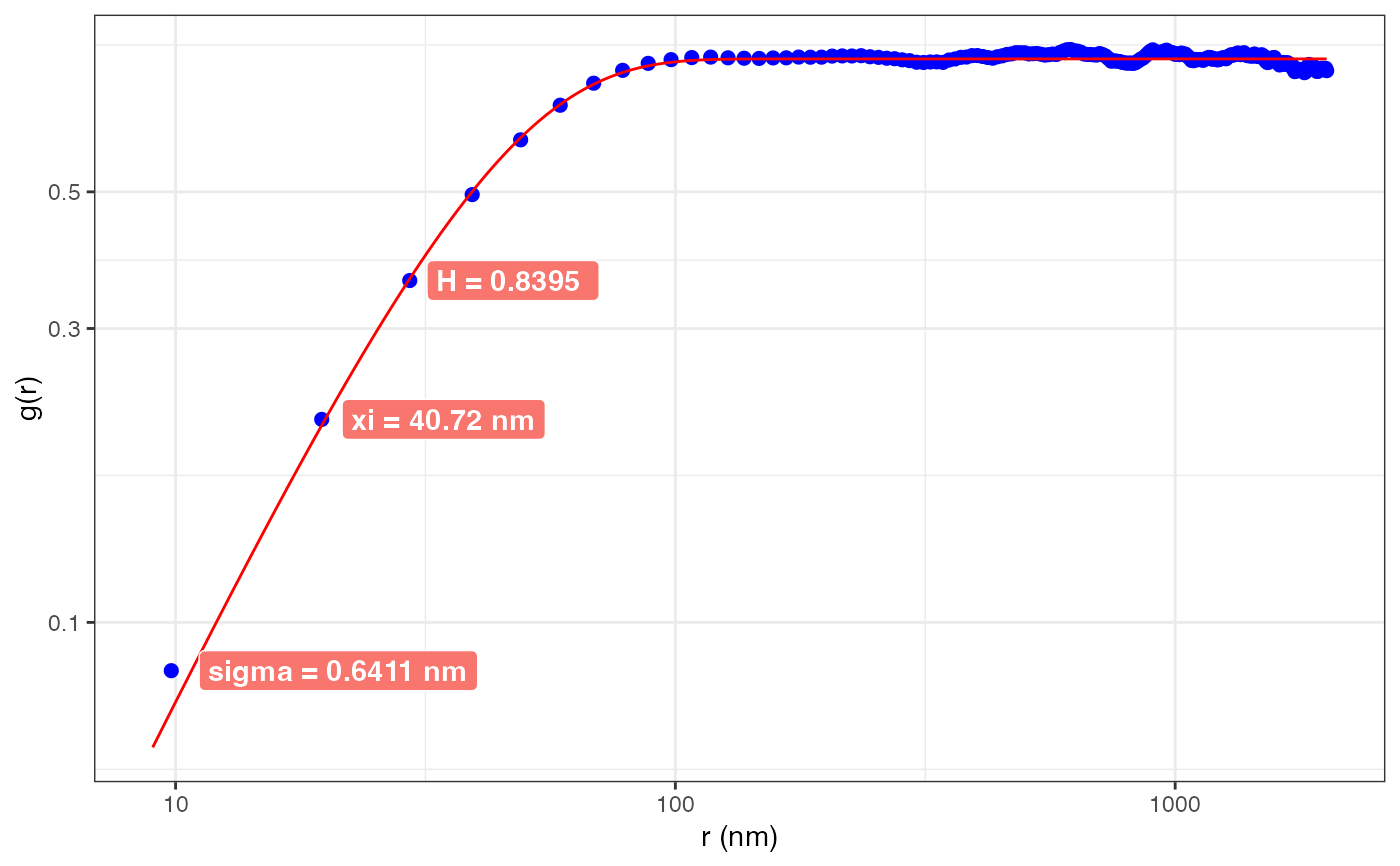 0.5
H = 0.8395
0.3
g(r)
xi = 40.72 nm
0.1
sigma = 0.6411 nm
10
100
1000
r (nm)